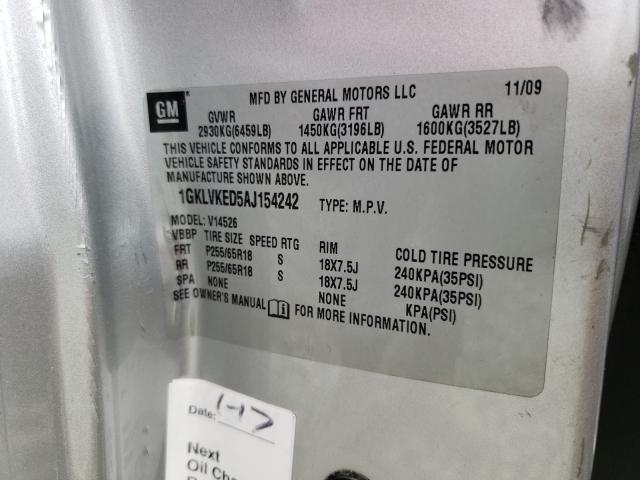 GM
MFD BY GENERAL MOTORS LLC 11/09
GVWR GAWR FRT GAWR RR
2930KG(6459LB) 1450KG(3196LB) 1600KG(3527LB)
THIS VEHICLE CONFORMS TO ALL APPLICABLE U.S. FEDERAL MOTOR
VEHICLE SAFETY STANDARDS IN EFFECT ON THE DATE OF
MANUFACTURE SHOWN ABOVE.
1GKLVKED5AJ154242 TYPE: M.P.V.
MODEL: V14526
VBBP TIRE SIZE SPEED RTG RIM COLD TIRE PRESSURE
FRT P255/65R18 S 18X7.5J 240KPA(35PSI)
RR P255/65R18 S 18X7.5J 240KPA(35PSI)
SPA NONE NONE KPA(PSI)
SEE OWNER'S MANUAL FOR MORE INFORMATION.
Date: 1-17
Next
Oil Cha